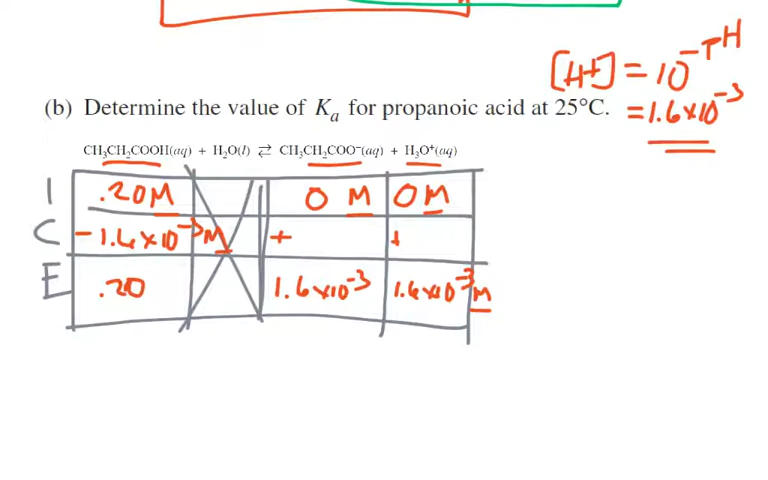 [H+] = 10^-PH
(b) Determine the value of Kₐ for propanoic acid at 25°C. = 1.6×10^-3
CH₃CH₂COOH(aq) + H₂O(l) ⇄ CH₃CH₂COO⁻(aq) + H₃O⁺(aq)
I .20M 0 M 0 M
C - 1.6×10^-3 M + +
E .20 1.6×10^-3 1.6×10^-3 M